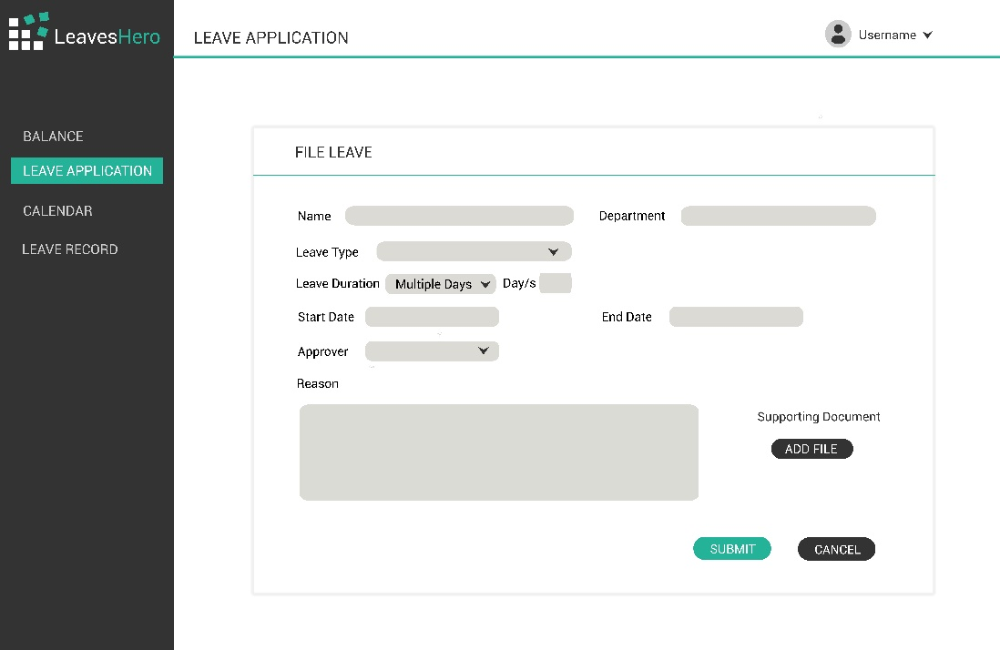 LeavesHero
LEAVE APPLICATION
Username
BALANCE
LEAVE APPLICATION
CALENDAR
LEAVE RECORD
FILE LEAVE
Name
Department
Leave Type
Leave Duration Multiple Days Day/s
Start Date
End Date
Approver
Reason
Supporting Document
ADD FILE
SUBMIT
CANCEL